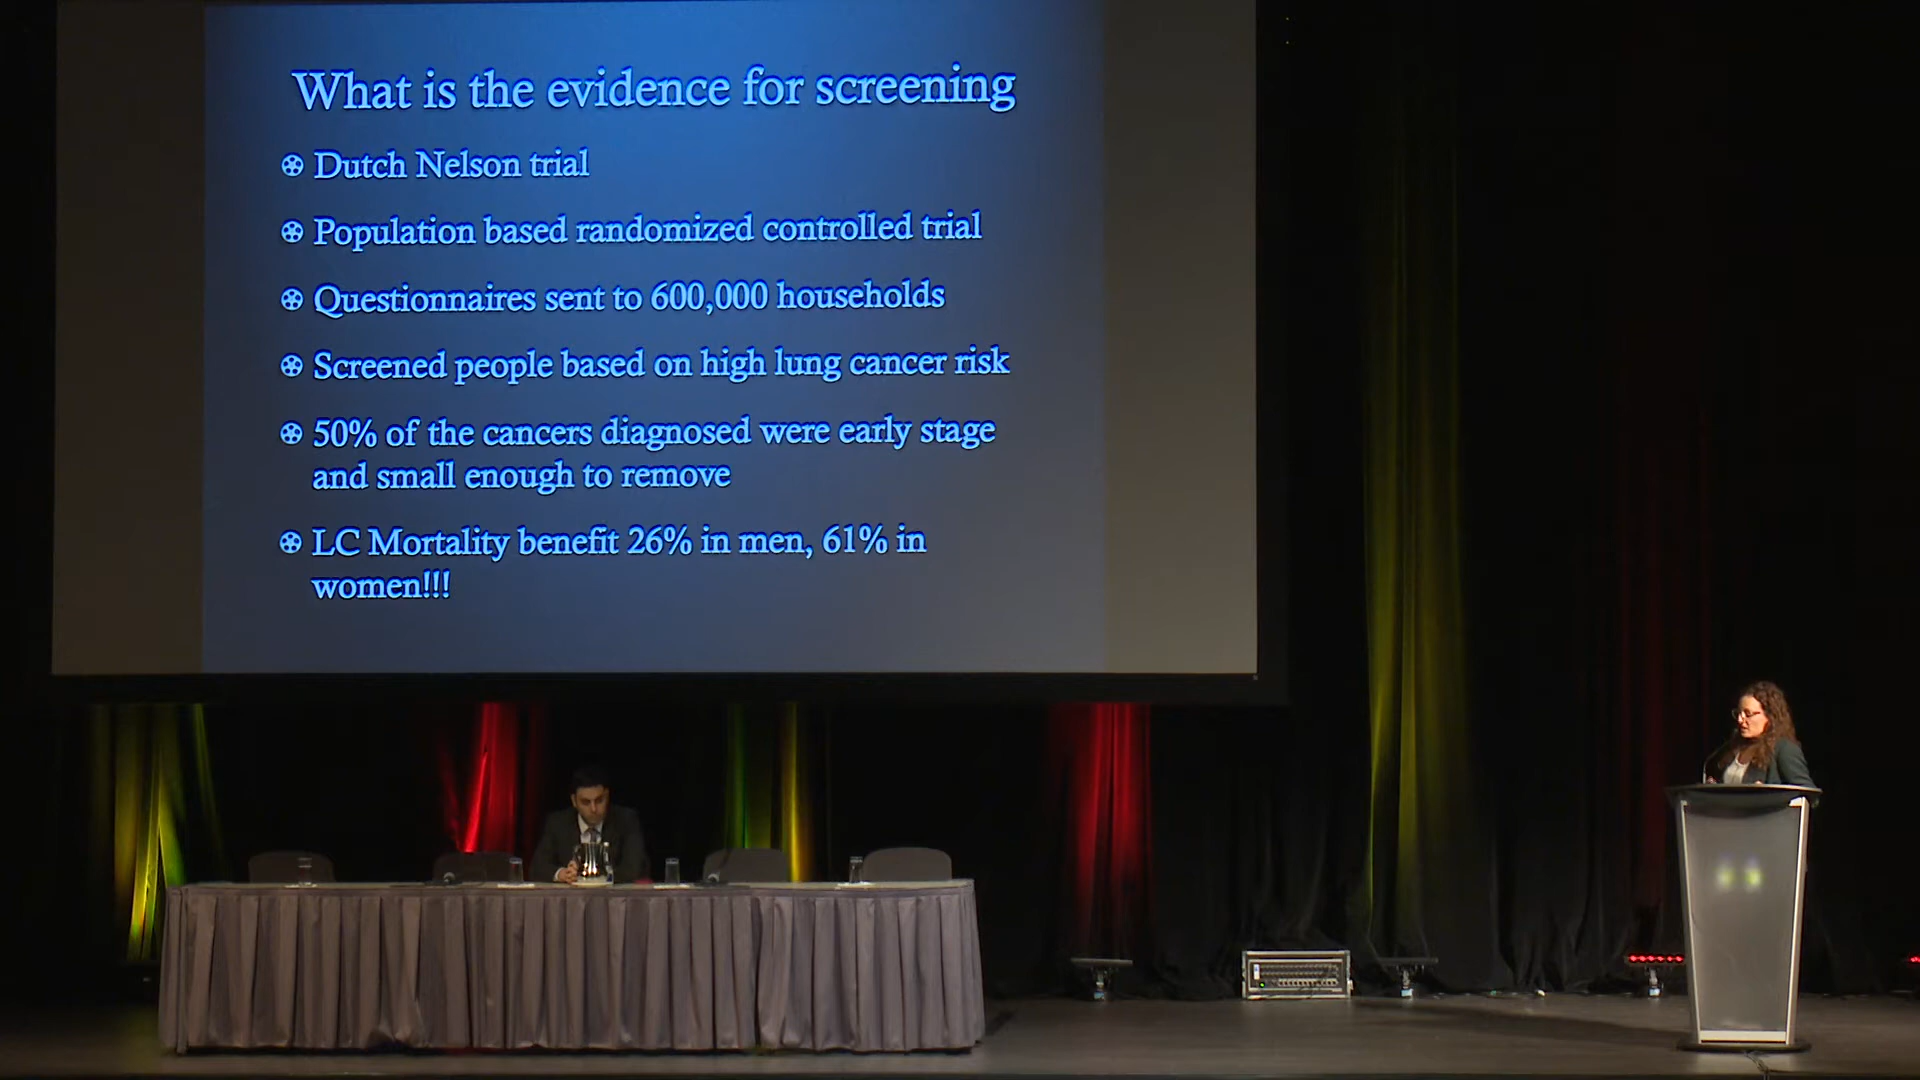 What is the evidence for screening
Dutch Nelson trial
Population based randomized controlled trial
Questionnaires sent to 600,000 households
Screened people based on high lung cancer risk
50% of the cancers diagnosed were early stage
and small enough to remove
LC Mortality benefit 26% in men, 61% in
women!!!